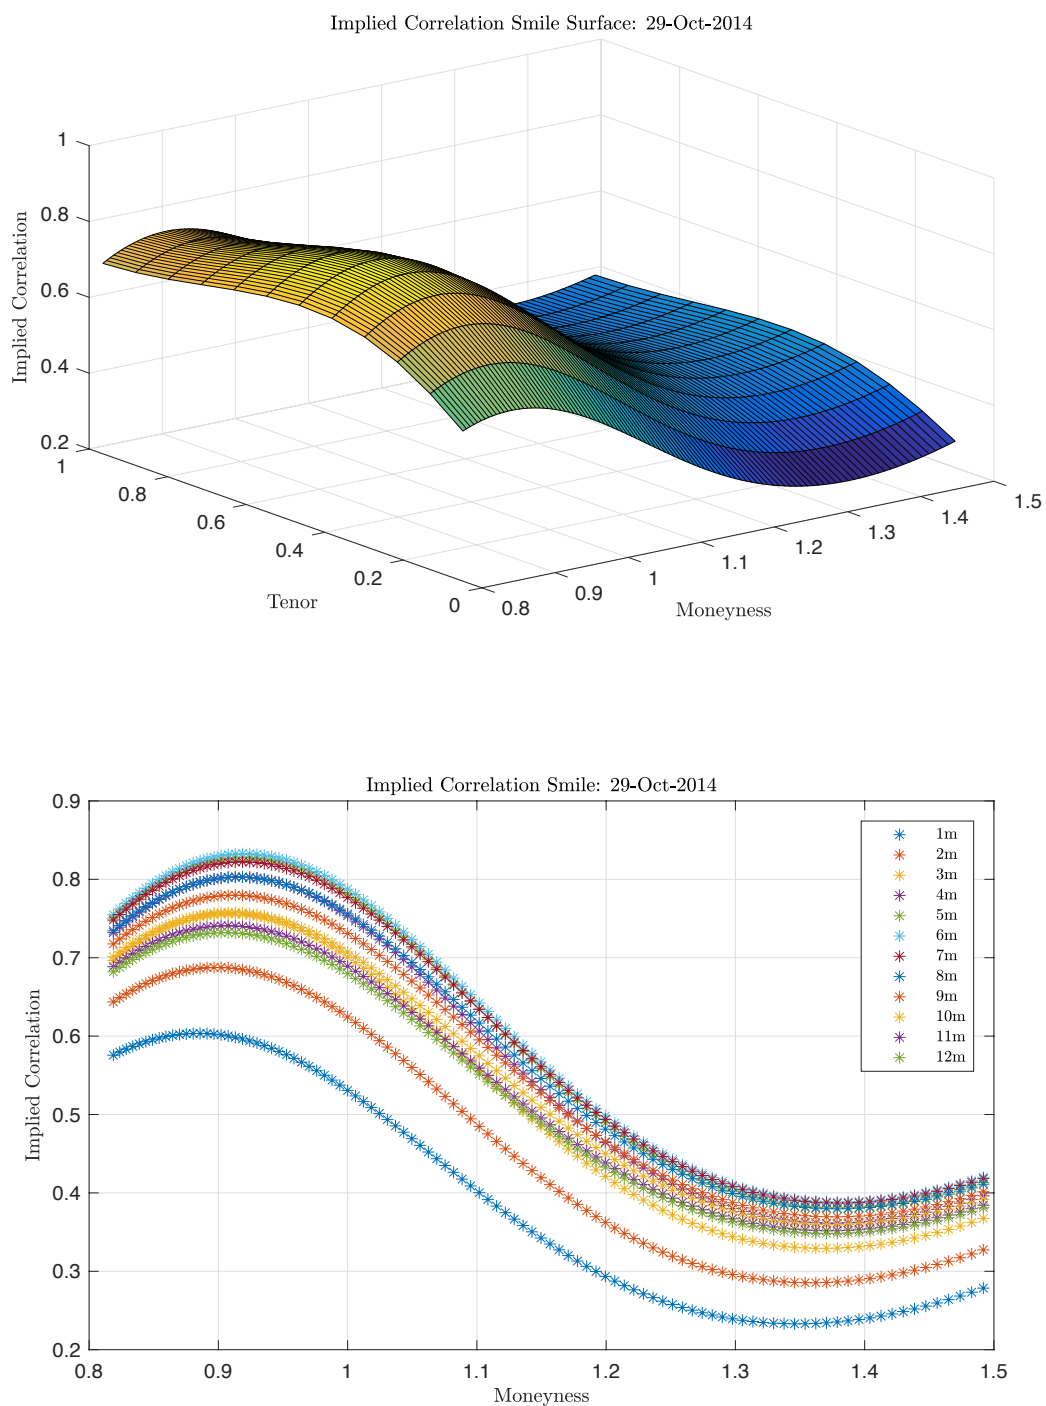 Implied Correlation Smile Surface: 29-Oct-2014
1
0.8
0.6
0.4
0.2
Implied Correlation
1
0.8
0.6
0.4
0.2
0
Tenor
0.8
0.9
1
1.1
1.2
1.3
1.4
1.5
Moneyness
Implied Correlation Smile: 29-Oct-2014
0.9
0.8
0.7
0.6
0.5
0.4
0.3
0.2
Implied Correlation
1m
2m
3m
4m
5m
6m
7m
8m
9m
10m
11m
12m
0.8 0.9 1 1.1 1.2 1.3 1.4 1.5
Moneyness